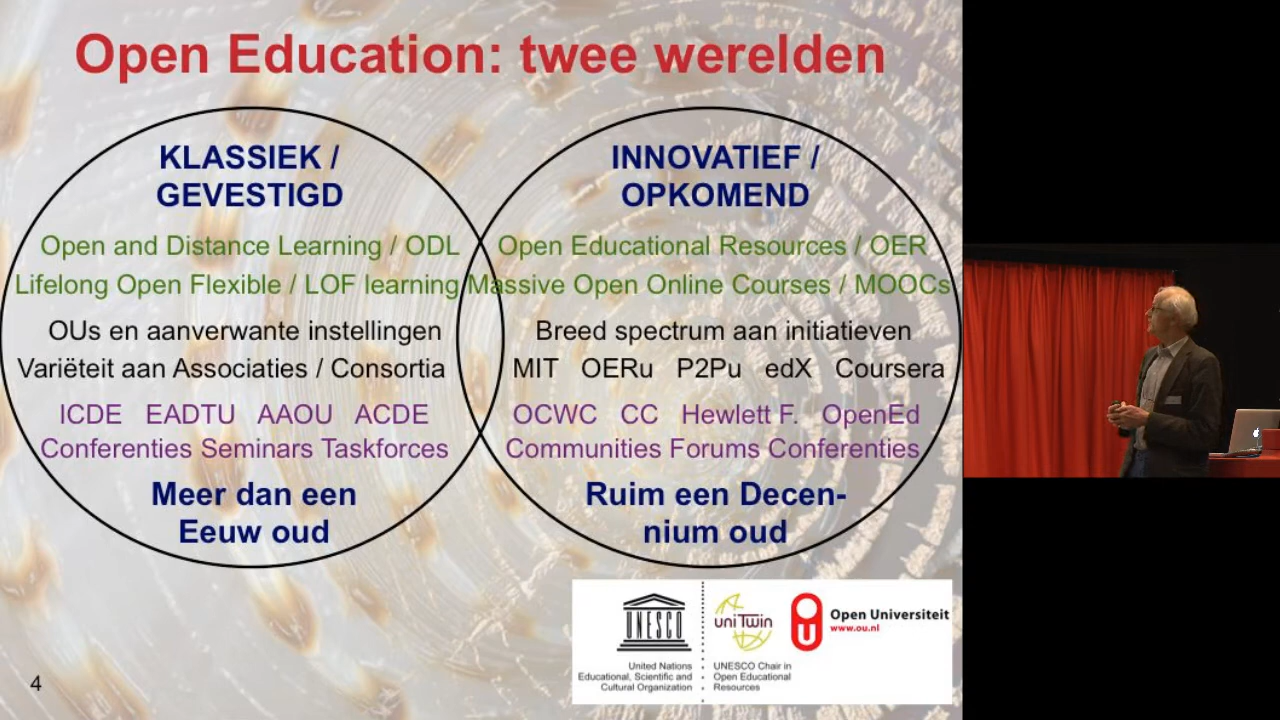 Open Education: twee werelden
KLASSIEK /
GEVESTIGD
Open and Distance Learning / ODL
Lifelong Open Flexible / LOF learning
OUs en aanverwante instellingen
Variëteit aan Associaties / Consortia
ICDE EADTU AAOU ACDE
Conferenties Seminars Taskforces
Meer dan een
Eeuw oud
INNOVATIEF /
OPKOMEND
Open Educational Resources / OER
Massive Open Online Courses / MOOCs
Breed spectrum aan initiatieven
MIT OERu P2Pu edX Coursera
OCWC CC Hewlett F. OpenEd
Communities Forums Conferenties
Ruim een Decen-
nium oud
UNESCO
United Nations
Educational, Scientific and
Cultural Organization
uniTwin
UNESCO Chair in
Open Educational
Resources
OU
Open Universiteit
www.ou.nl
4